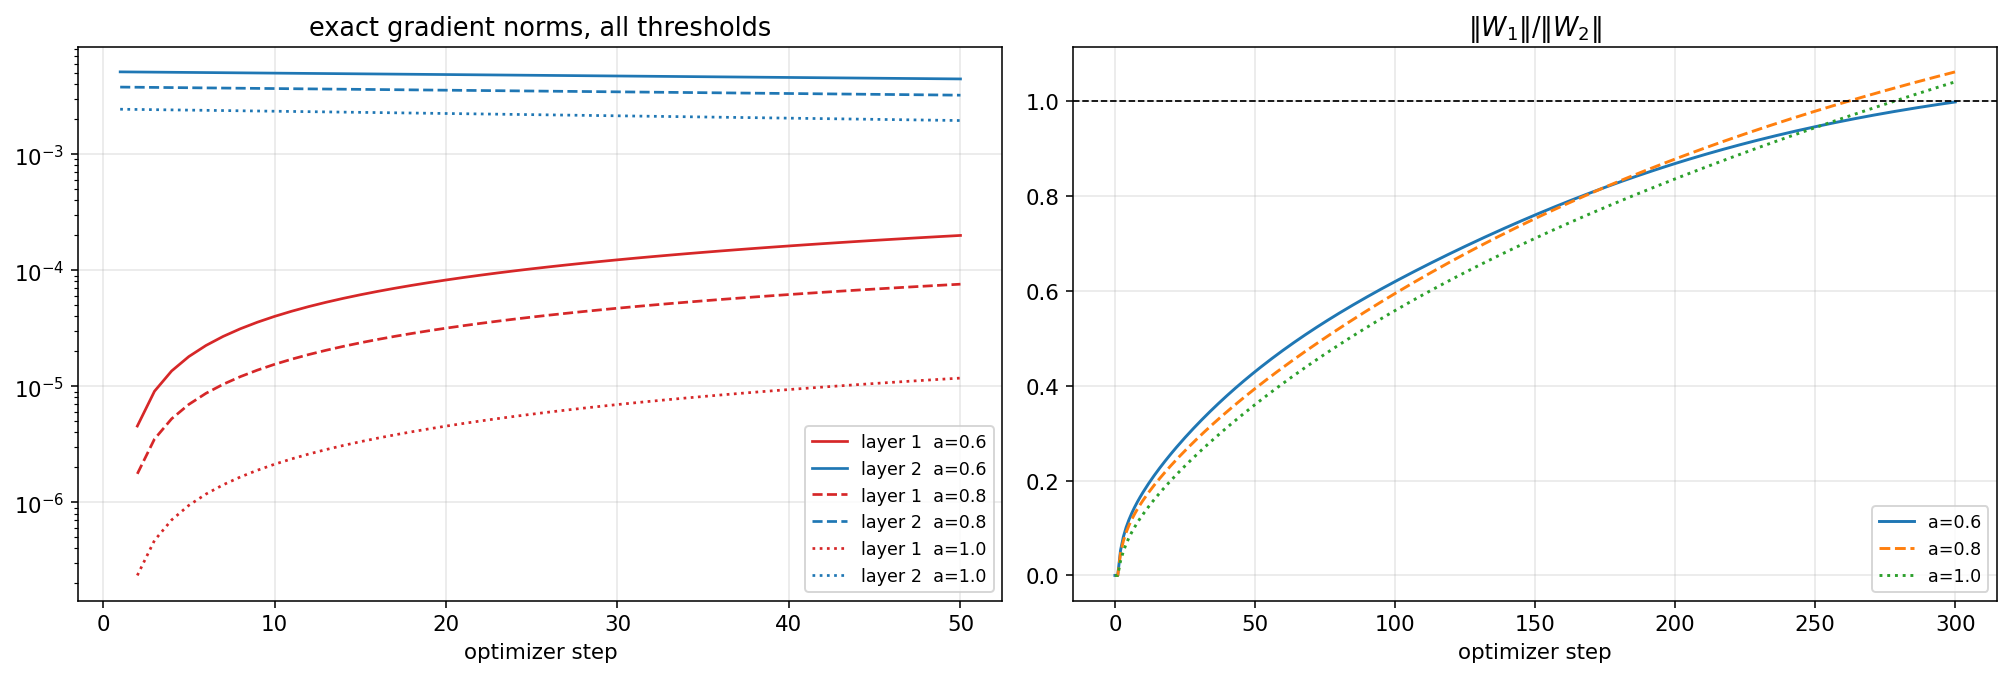 exact gradient norms, all thresholds
10⁻³
10⁻⁴
10⁻⁵
10⁻⁶
layer 1 a=0.6
layer 2 a=0.6
layer 1 a=0.8
layer 2 a=0.8
layer 1 a=1.0
layer 2 a=1.0
0 10 20 30 40 50
optimizer step
‖W₁‖/‖W₂‖
1.0
0.8
0.6
0.4
0.2
0.0
a=0.6
a=0.8
a=1.0
0 50 100 150 200 250 300
optimizer step